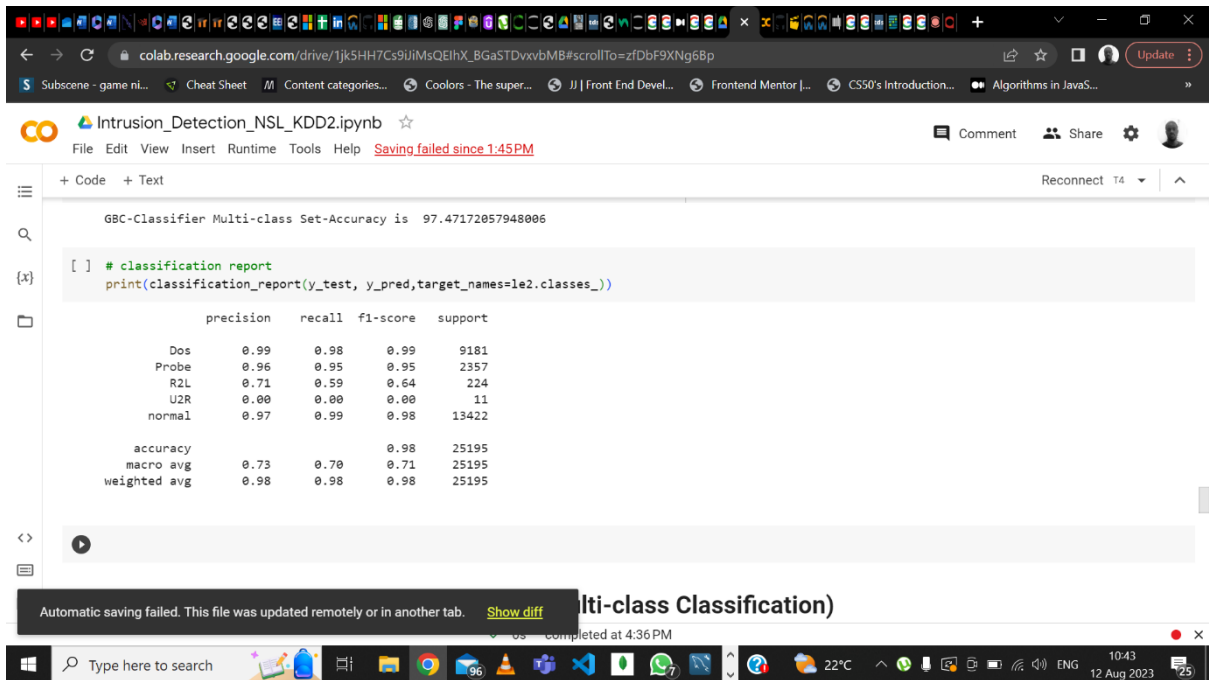 colab.research.google.com/drive/1jk5HH7Cs9iJiMsQEIhX_BGaSTDvxvbMB#scrollTo=zfDbF9XNg6Bp
Update
Subscene - game ni... Cheat Sheet Content categories... Coolors - The super... JJ | Front End Devel... Frontend Mentor |... CS50's Introduction... Algorithms in JavaS... »
Intrusion_Detection_NSL_KDD2.ipynb
Comment Share
File Edit View Insert Runtime Tools Help Saving failed since 1:45 PM
+ Code + Text Reconnect T4
GBC-Classifier Multi-class Set-Accuracy is 97.47172057948006
[ ] # classification report
print(classification_report(y_test, y_pred,target_names=le2.classes_))
precision recall f1-score support
Dos 0.99 0.98 0.99 9181
Probe 0.96 0.95 0.95 2357
R2L 0.71 0.59 0.64 224
U2R 0.00 0.00 0.00 11
normal 0.97 0.99 0.98 13422
accuracy 0.98 25195
macro avg 0.73 0.70 0.71 25195
weighted avg 0.98 0.98 0.98 25195
{x}
<>
lti-class Classification)
Automatic saving failed. This file was updated remotely or in another tab. Show diff
0s completed at 4:36 PM
Type here to search 96 7 22°C ENG 10:43
12 Aug 2023 25